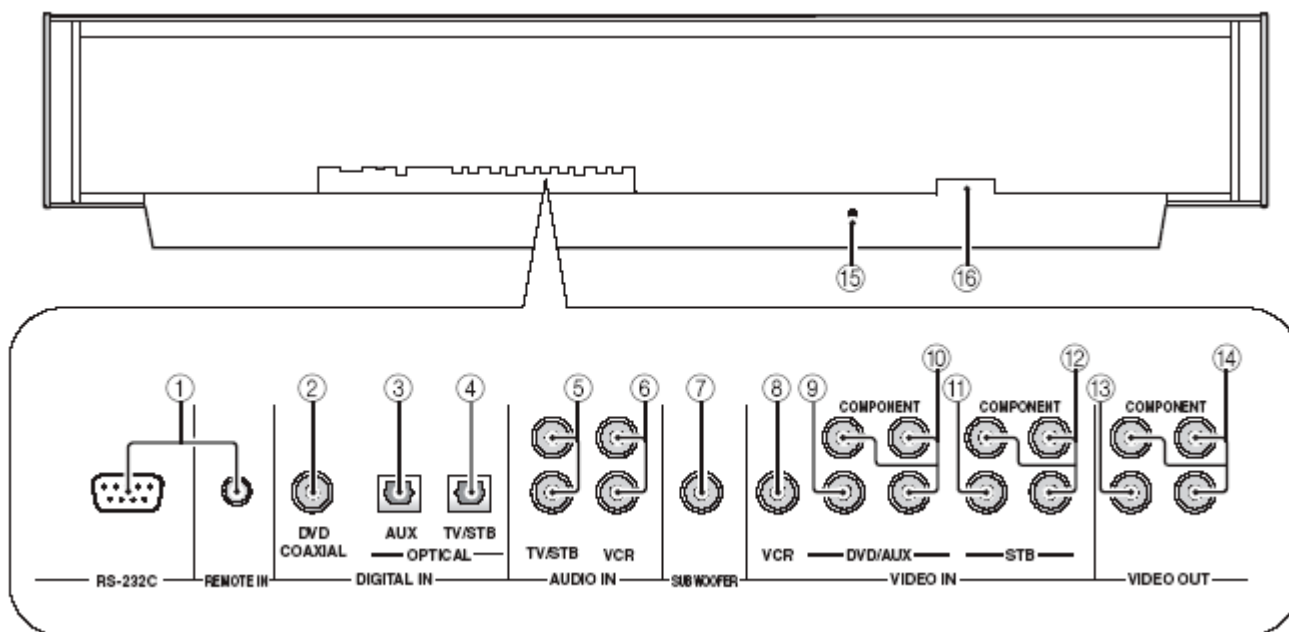 ⑮ ⑯
① ② ③ ④ ⑤ ⑥ ⑦ ⑧ ⑨ ⑩ ⑪ ⑫ ⑬ ⑭
COMPONENT COMPONENT COMPONENT
DVD COAXIAL AUX TV/STB
OPTICAL
TV/STB VCR VCR DVD/AUX STB
RS-232C REMOTE IN DIGITAL IN AUDIO IN SUBWOOFER VIDEO IN VIDEO OUT